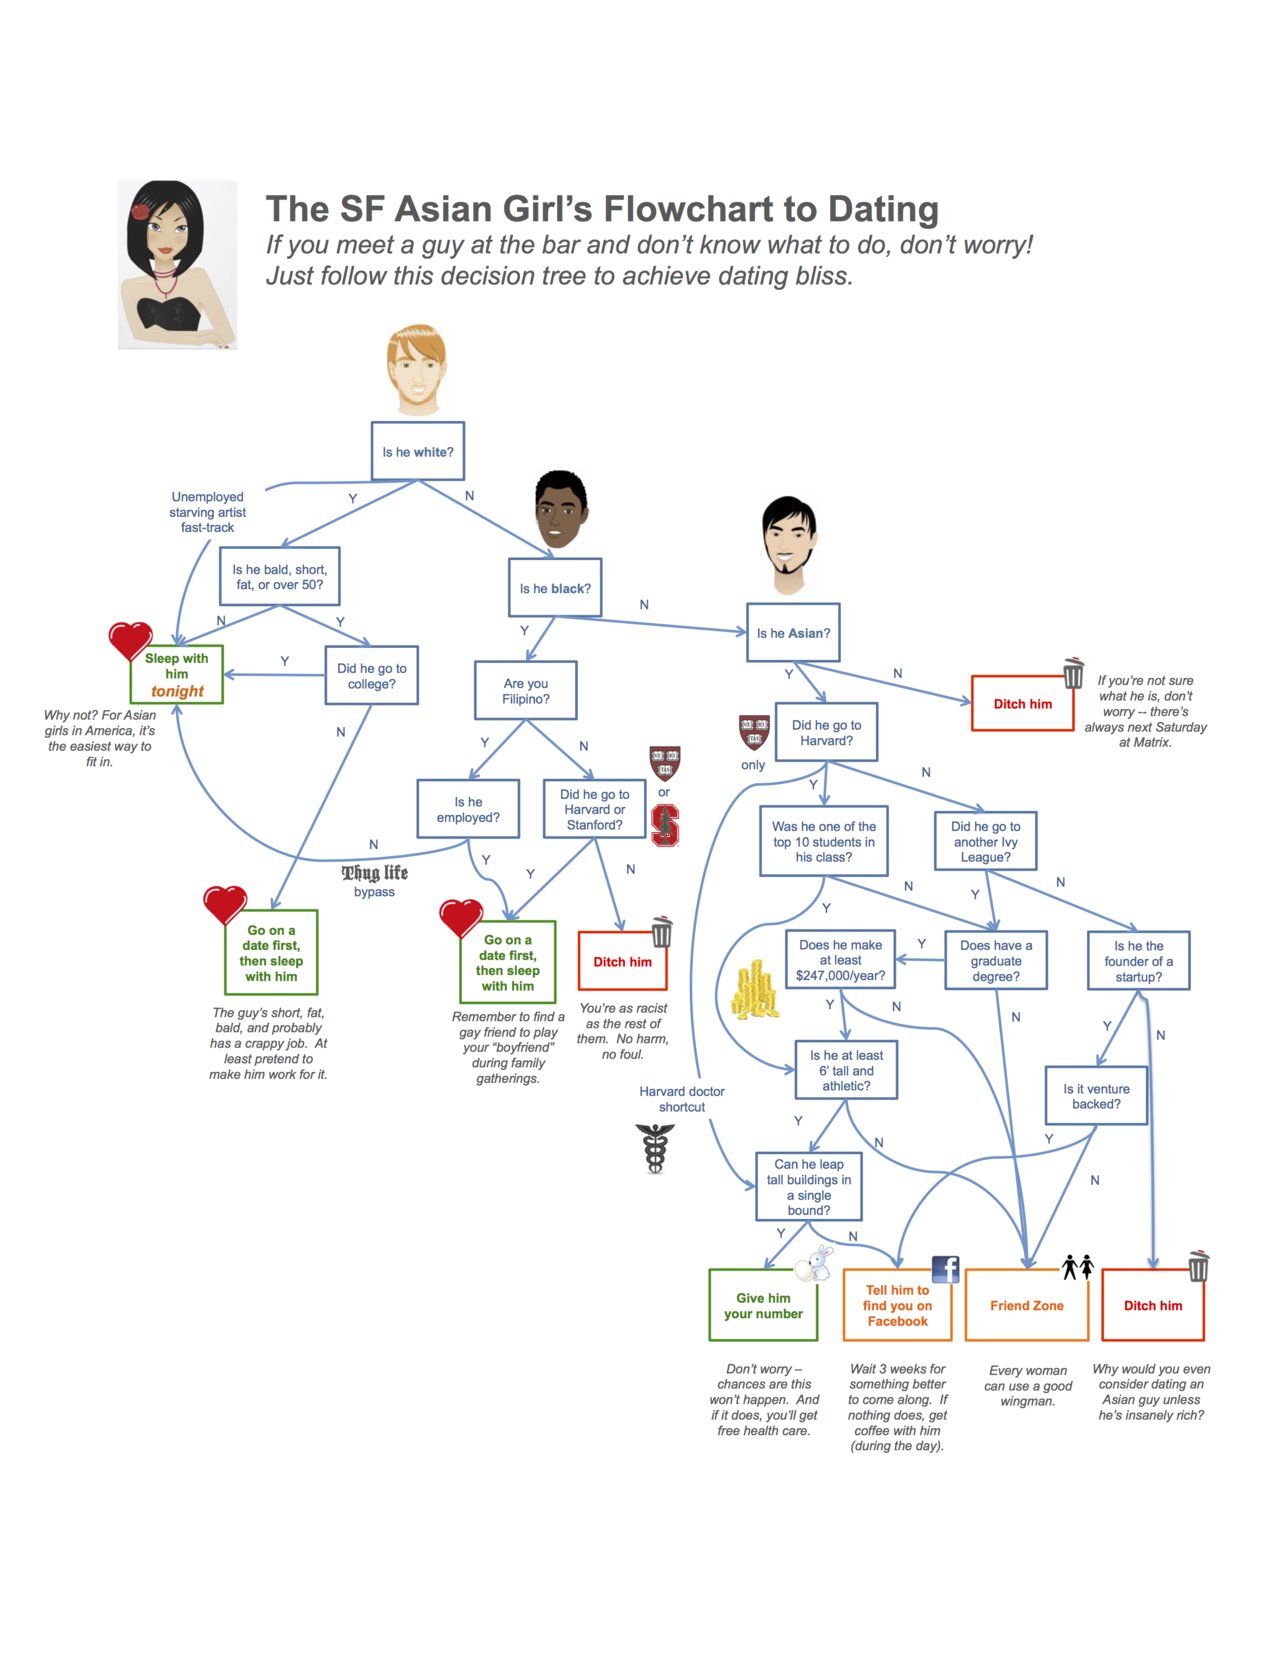 The SF Asian Girl's Flowchart to Dating
If you meet a guy at the bar and don't know what to do, don't worry!
Just follow this decision tree to achieve dating bliss.
Is he white?
Y
N
Unemployed
starving artist
fast-track
Is he bald, short,
fat, or over 50?
N
Y
Sleep with
him
tonight
Why not? For Asian
girls in America, it's
the easiest way to
fit in.
Y
Did he go to
college?
N
Go on a
date first,
then sleep
with him
The guy's short, fat,
bald, and probably
has a crappy job. At
least pretend to
make him work for it.
Is he black?
Y
N
Are you
Filipino?
Y
N
Is he
employed?
N
Thug life
bypass
Y
Did he go to
Harvard or
Stanford?
VE RI
TAS
or
S
Y
N
Go on a
date first,
then sleep
with him
Remember to find a
gay friend to play
your "boyfriend"
during family
gatherings.
Ditch him
You're as racist
as the rest of
them. No harm,
no foul.
Is he Asian?
Y
N
Ditch him
If you're not sure
what he is, don't
worry -- there's
always next Saturday
at Matrix.
VE RI
TAS
only
Did he go to
Harvard?
Y
N
Was he one of the
top 10 students in
his class?
Y
N
Did he go to
another Ivy
League?
Y
N
Does he make
at least
$247,000/year?
Y
N
Y
Does have a
graduate
degree?
N
Is he the
founder of a
startup?
Y
N
Is he at least
6' tall and
athletic?
Y
N
Is it venture
backed?
Y
N
Harvard doctor
shortcut
Can he leap
tall buildings in
a single
bound?
Y
N
Give him
your number
Don't worry –
chances are this
won't happen. And
if it does, you'll get
free health care.
f
Tell him to
find you on
Facebook
Wait 3 weeks for
something better
to come along. If
nothing does, get
coffee with him
(during the day).
Friend Zone
Every woman
can use a good
wingman.
Ditch him
Why would you even
consider dating an
Asian guy unless
he's insanely rich?